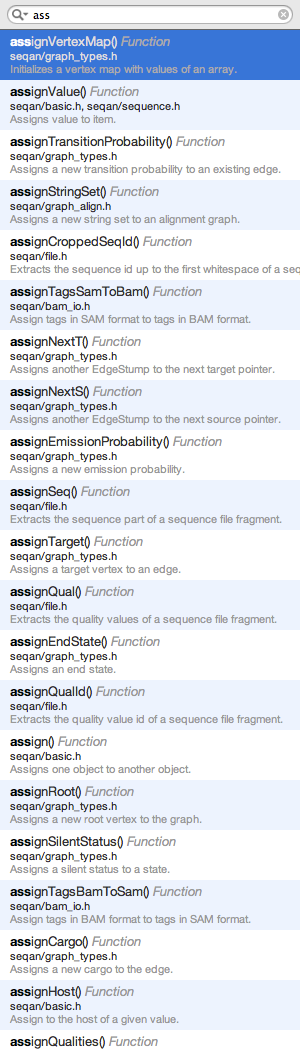 ass
assignVertexMap() Function
seqan/graph_types.h
Initializes a vertex map with values of an array.
assignValue() Function
seqan/basic.h, seqan/sequence.h
Assigns value to item.
assignTransitionProbability() Function
seqan/graph_types.h
Assigns a new transition probability to an existing edge.
assignStringSet() Function
seqan/graph_align.h
Assigns a new string set to an alignment graph.
assignCroppedSeqId() Function
seqan/file.h
Extracts the sequence id up to the first whitespace of a seq
assignTagsSamToBam() Function
seqan/bam_io.h
Assign tags in SAM format to tags in BAM format.
assignNextT() Function
seqan/graph_types.h
Assigns another EdgeStump to the next target pointer.
assignNextS() Function
seqan/graph_types.h
Assigns another EdgeStump to the next source pointer.
assignEmissionProbability() Function
seqan/graph_types.h
Assigns a new emission probability.
assignSeq() Function
seqan/file.h
Extracts the sequence part of a sequence file fragment.
assignTarget() Function
seqan/graph_types.h
Assigns a target vertex to an edge.
assignQual() Function
seqan/file.h
Extracts the quality values of a sequence file fragment.
assignEndState() Function
seqan/graph_types.h
Assigns an end state.
assignQualId() Function
seqan/file.h
Extracts the quality value id of a sequence file fragment.
assign() Function
seqan/basic.h
Assigns one object to another object.
assignRoot() Function
seqan/graph_types.h
Assigns a new root vertex to the graph.
assignSilentStatus() Function
seqan/graph_types.h
Assigns a silent status to a state.
assignTagsBamToSam() Function
seqan/bam_io.h
Assign tags in BAM format to tags in SAM format.
assignCargo() Function
seqan/graph_types.h
Assigns a new cargo to the edge.
assignHost() Function
seqan/basic.h
Assign to the host of a given value.
assignQualities() Function